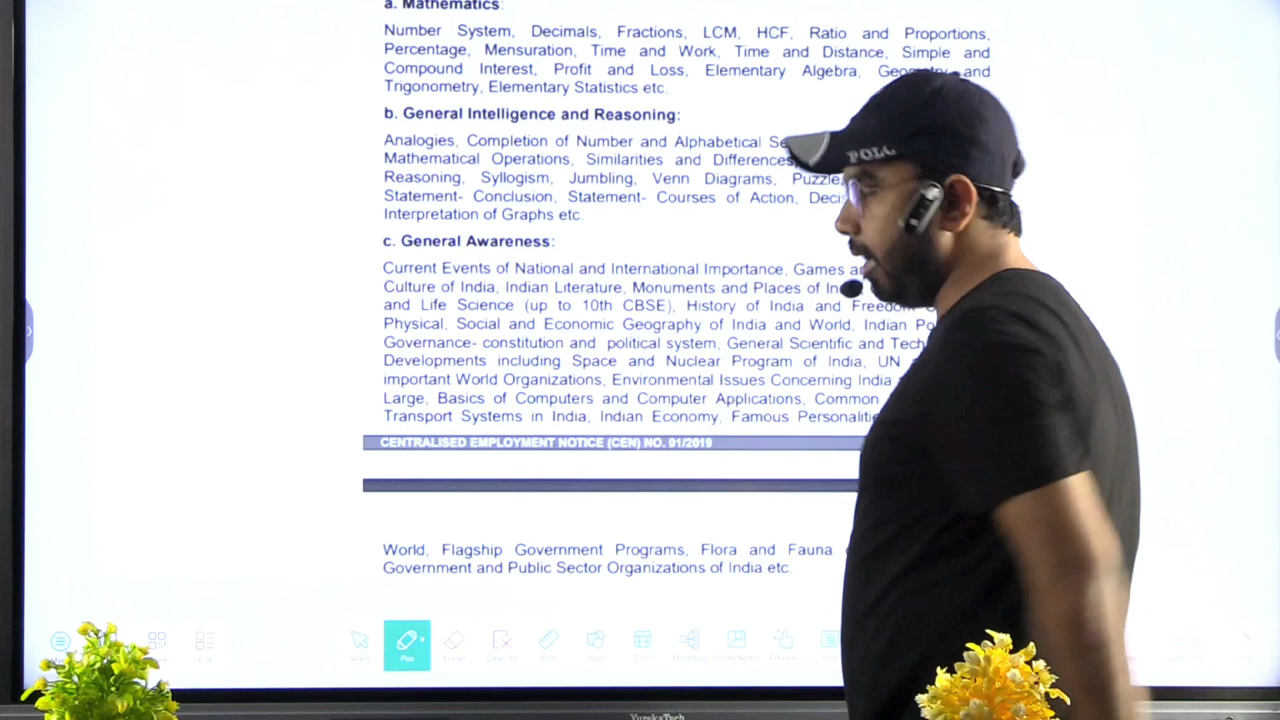 a. Mathematics:
Number System, Decimals, Fractions, LCM, HCF, Ratio and Proportions,
Percentage, Mensuration, Time and Work, Time and Distance, Simple and
Compound Interest, Profit and Loss, Elementary Algebra, Geometry and
Trigonometry, Elementary Statistics etc.
b. General Intelligence and Reasoning:
Analogies, Completion of Number and Alphabetical
Mathematical Operations, Similarities and Differences,
Reasoning, Syllogism, Jumbling, Venn Diagrams, Puzzle,
Statement- Conclusion, Statement- Courses of Action,
Interpretation of Graphs etc.
c. General Awareness:
Current Events of National and International Importance, Games
Culture of India, Indian Literature, Monuments and Places of
and Life Science (up to 10th CBSE), History of India and
Physical, Social and Economic Geography of India and World, Indian
Governance- constitution and political system, General Scientific and
Developments including Space and Nuclear Program of India, UN
important World Organizations, Environmental Issues Concerning India
Large, Basics of Computers and Computer Applications, Common
Transport Systems in India, Indian Economy, Famous
CENTRALISED EMPLOYMENT NOTICE (CEN) NO. 01/2019
World, Flagship Government Programs, Flora and Fauna
Government and Public Sector Organizations of India etc.
POLO
Select
Pen
YurekaTech